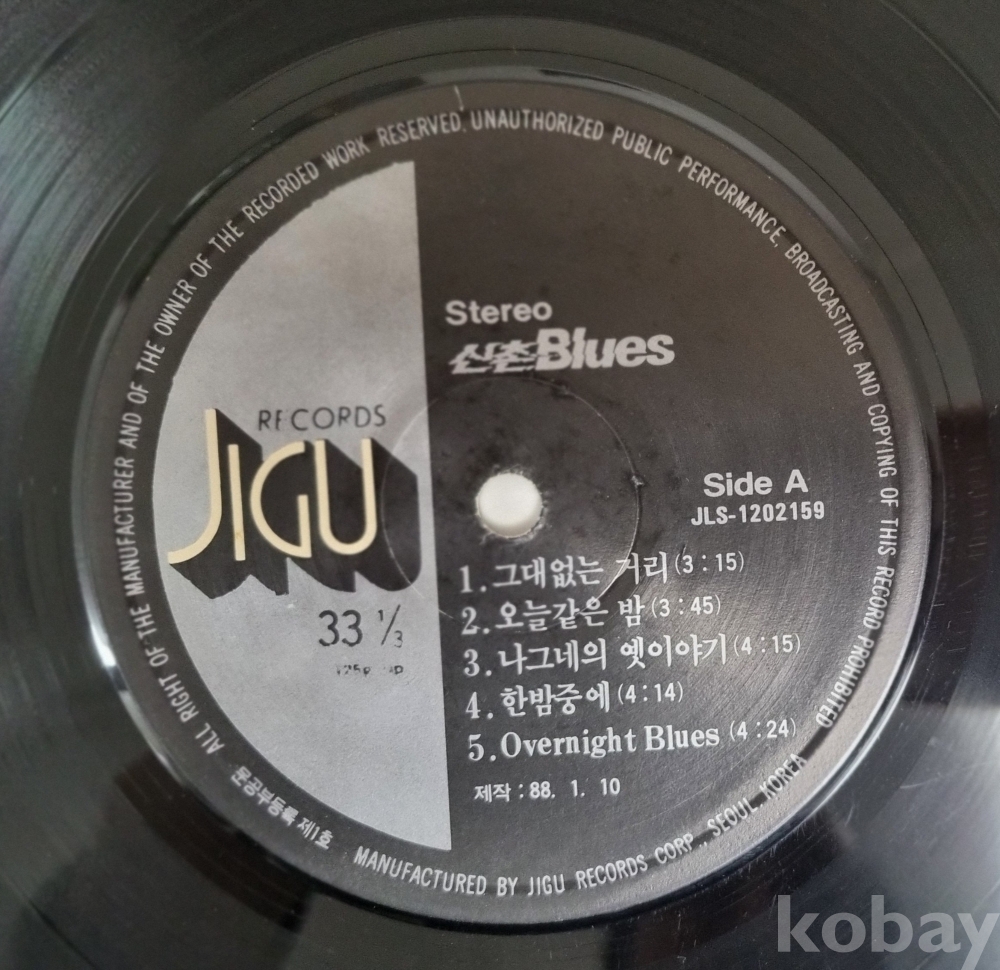 ALL RIGHT OF THE MANUFACTURER AND OF THE OWNER OF THE RECORDED WORK RESERVED. UNAUTHORIZED PUBLIC PERFORMANCE. BROADCASTING AND COPYING OF THIS RECORD PROHIBITED
Stereo
신촌Blues
RECORDS
JIGU
33 1/3
Side A
JLS-1202159
1.그대없는 거리(3:15)
2.오늘같은 밤(3:45)
3.나그네의 옛이야기(4:15)
4.한밤중에(4:14)
5.Overnight Blues (4:24)
제작:88. 1. 10
문공부등록 제1호
MANUFACTURED BY JIGU RECORDS CORP., SEOUL, KOREA
kobay